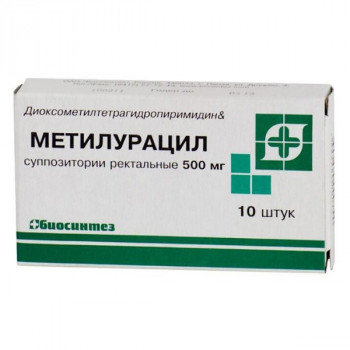 Диоксометилтетрагидропиримидин&
МЕТИЛУРАЦИЛ
суппозитории ректальные 500 мг
10 штук
биосинтез